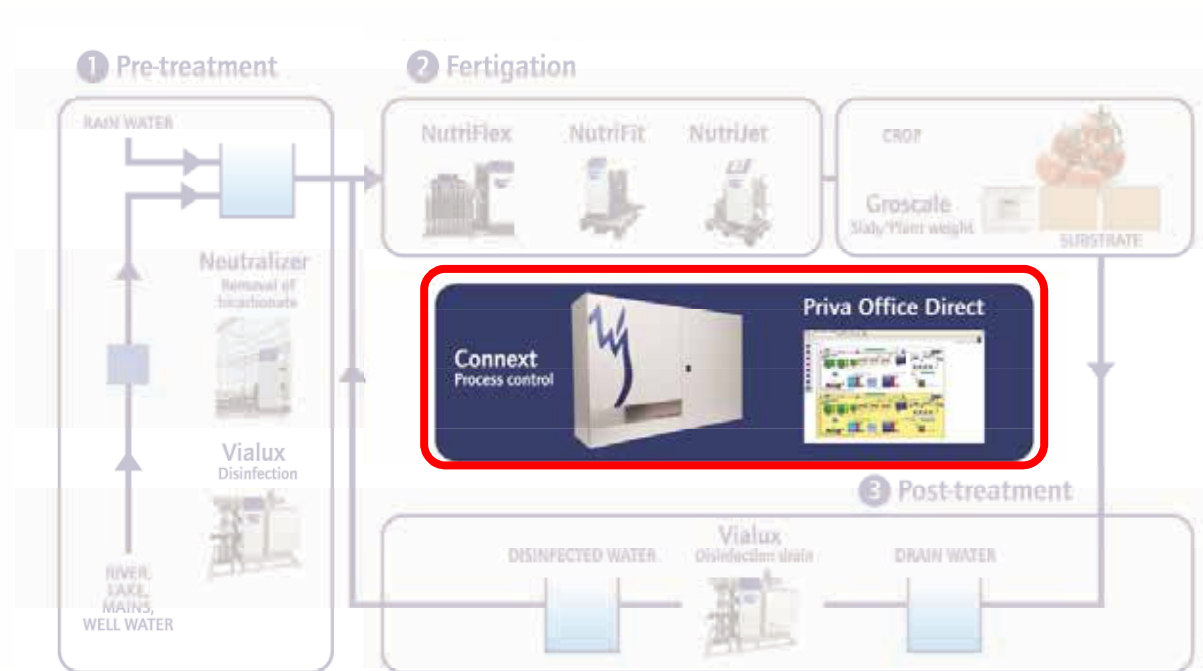 1 Pre-treatment
2 Fertigation
RAIN WATER
NutriFlex
NutriFit
NutriJet
CROP
Groscale
Slab/Plant weight
SUBSTRATE
Neutralizer
Removal of
bicarbonate
Connext
Process control
Priva Office Direct
Vialux
Disinfection
3 Post-treatment
DISINFECTED WATER
Vialux
Disinfection drain
DRAIN WATER
RIVER,
LAKE,
MAINS,
WELL WATER